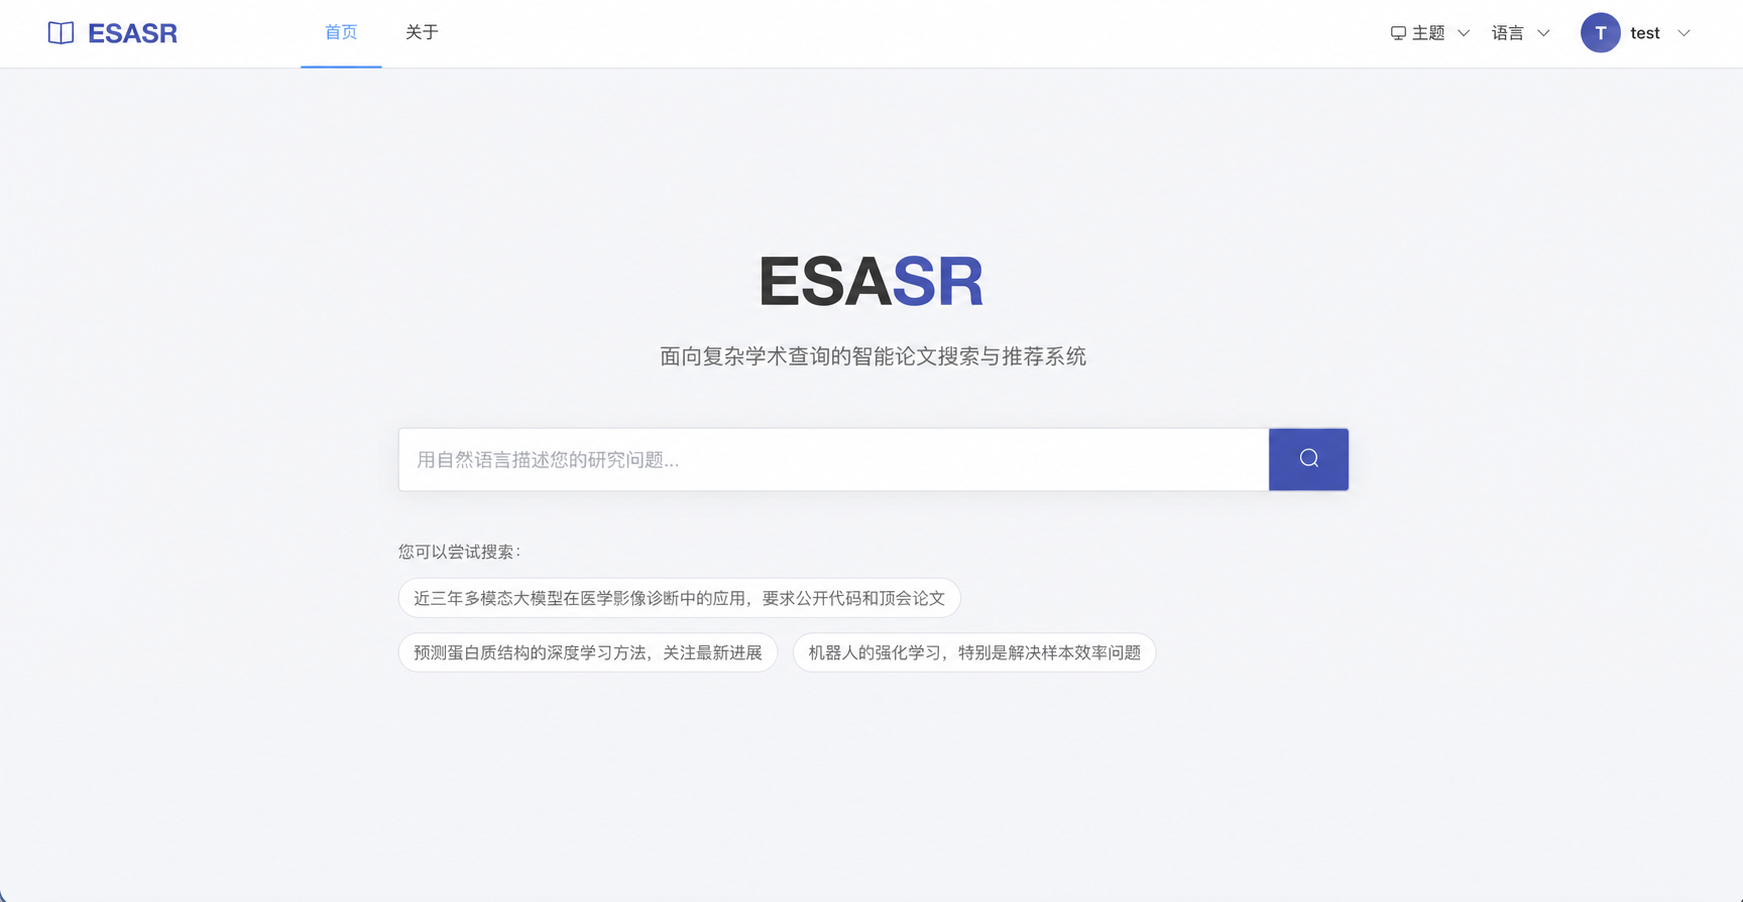 ESASR 首页 关于 主题 语言 T test
ESASR
面向复杂学术查询的智能论文搜索与推荐系统
用自然语言描述您的研究问题...
您可以尝试搜索：
近三年多模态大模型在医学影像诊断中的应用，要求公开代码和顶会论文
预测蛋白质结构的深度学习方法，关注最新进展 机器人的强化学习，特别是解决样本效率问题